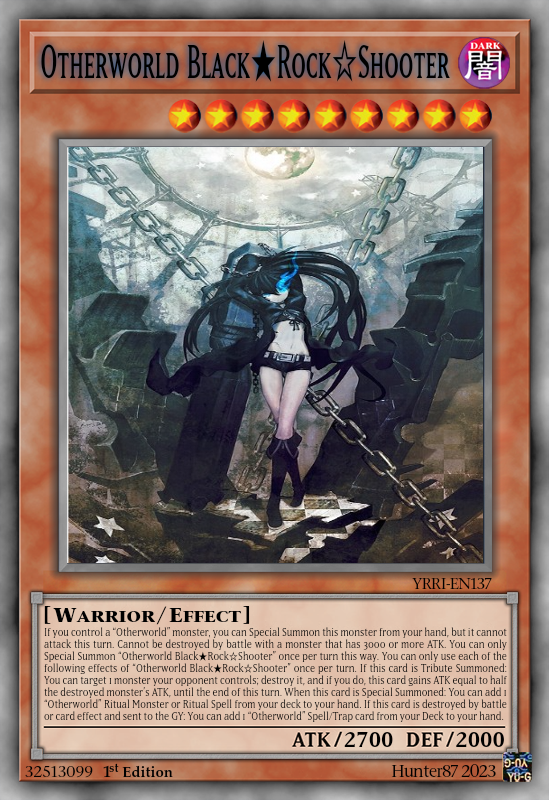 OTHERWORLD BLACK★ROCK☆SHOOTER
DARK
闇
YRRI-EN137
[WARRIOR/EFFECT]
If you control a “Otherworld” monster, you can Special Summon this monster from your hand, but it cannot
attack this turn. Cannot be destroyed by battle with a monster that has 3000 or more ATK. You can only
Special Summon “Otherworld Black★Rock☆Shooter” once per turn this way. You can only use each of the
following effects of “Otherworld Black★Rock☆Shooter” once per turn. If this card is Tribute Summoned:
You can target 1 monster your opponent controls; destroy it, and if you do, this card gains ATK equal to half
the destroyed monster’s ATK, until the end of this turn. When this card is Special Summoned: You can add 1
“Otherworld” Ritual Monster or Ritual Spell from your deck to your hand. If this card is destroyed by battle
or card effect and sent to the GY: You can add 1 “Otherworld” Spell/Trap card from your Deck to your hand.
ATK/2700 DEF/2000
32513099 1st Edition Hunter87 2023
YU-G